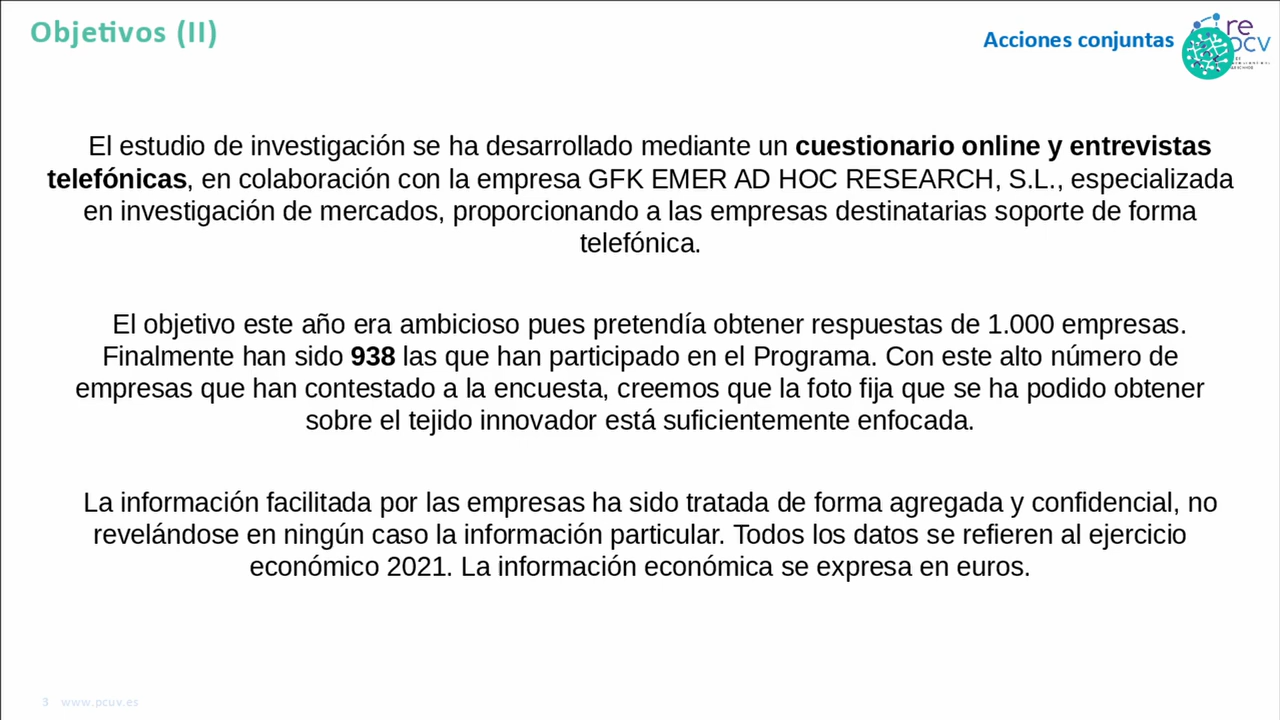 Objetivos (II)
Acciones conjuntas
re
pcv
El estudio de investigación se ha desarrollado mediante un cuestionario online y entrevistas
telefónicas, en colaboración con la empresa GFK EMER AD HOC RESEARCH, S.L., especializada
en investigación de mercados, proporcionando a las empresas destinatarias soporte de forma
telefónica.
El objetivo este año era ambicioso pues pretendía obtener respuestas de 1.000 empresas.
Finalmente han sido 938 las que han participado en el Programa. Con este alto número de
empresas que han contestado a la encuesta, creemos que la foto fija que se ha podido obtener
sobre el tejido innovador está suficientemente enfocada.
La información facilitada por las empresas ha sido tratada de forma agregada y confidencial, no
revelándose en ningún caso la información particular. Todos los datos se refieren al ejercicio
económico 2021. La información económica se expresa en euros.
3 www.pcuv.es